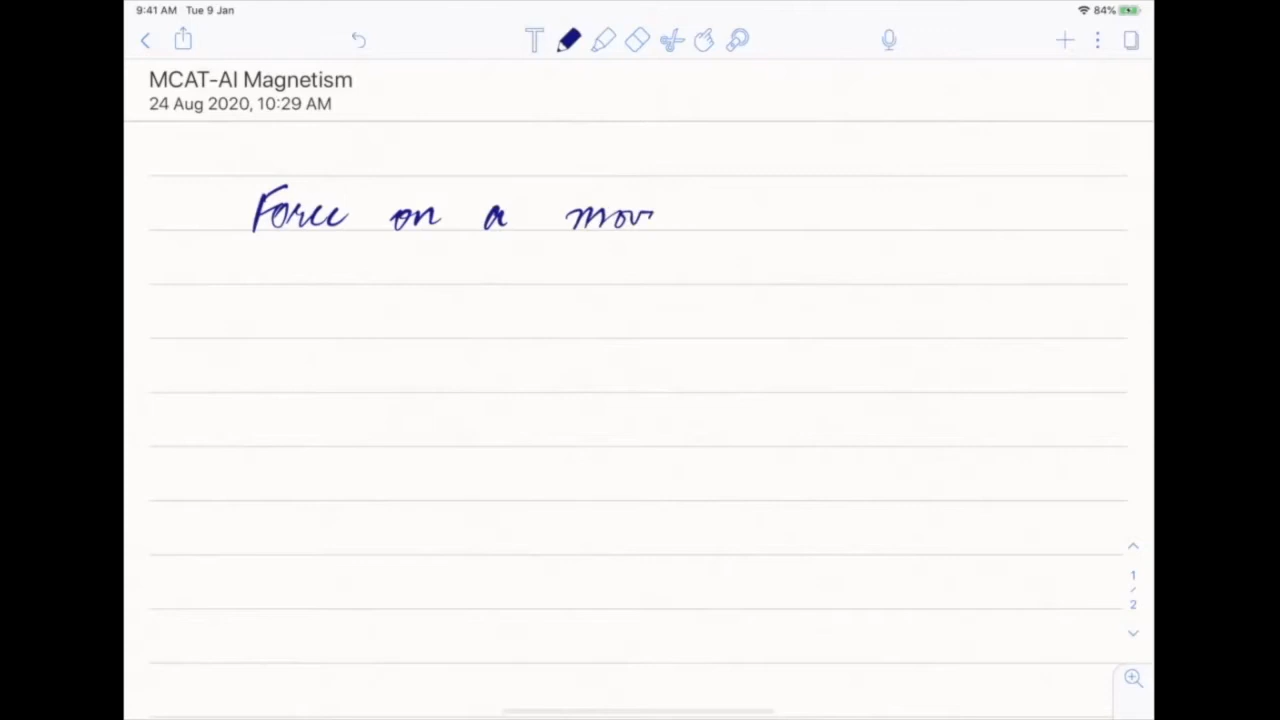 9:41 AM Tue 9 Jan 84%
MCAT-AI Magnetism
24 Aug 2020, 10:29 AM
Force on a mov
1
/
2